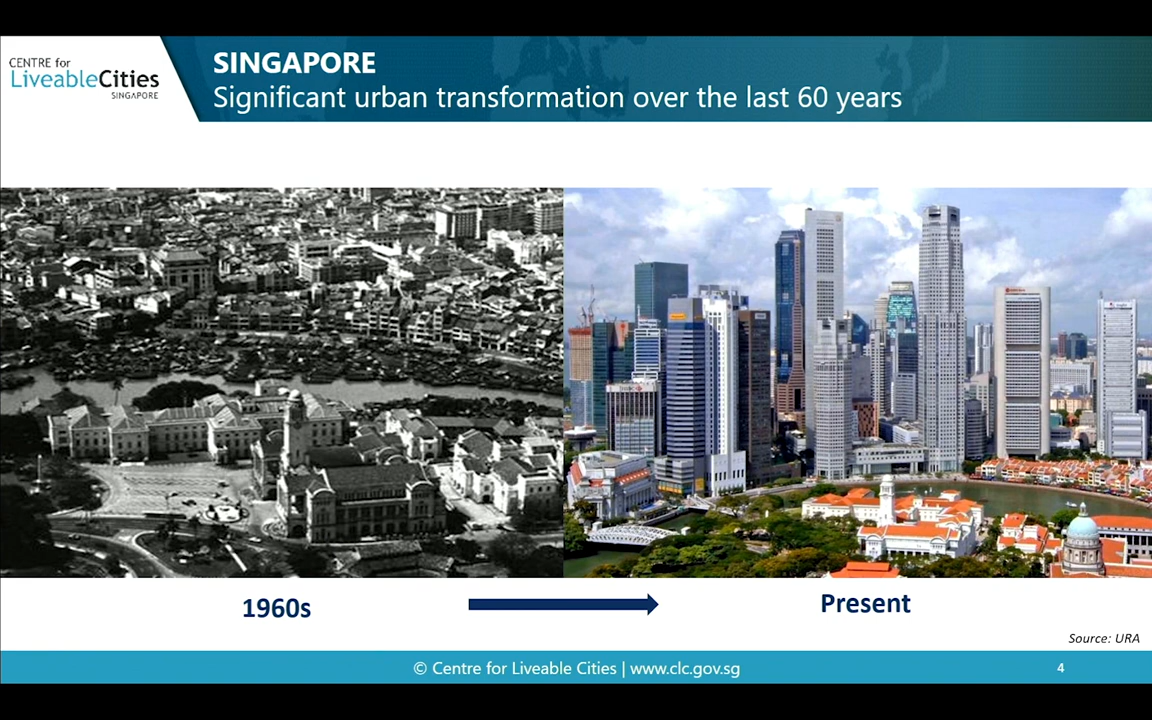 CENTRE for
LiveableCities
SINGAPORE
SINGAPORE
Significant urban transformation over the last 60 years
1960s
Present
Source: URA
© Centre for Liveable Cities | www.clc.gov.sg
4